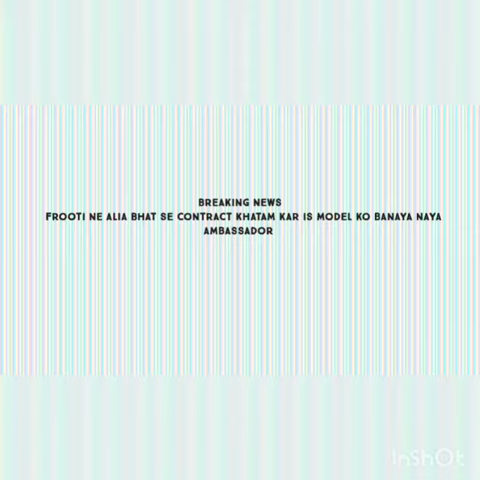 BREAKING NEWS
FROOTI NE ALIA BHAT SE CONTRACT KHATAM KAR IS MODEL KO BANAYA NAYA
AMBASSADOR
InShOt